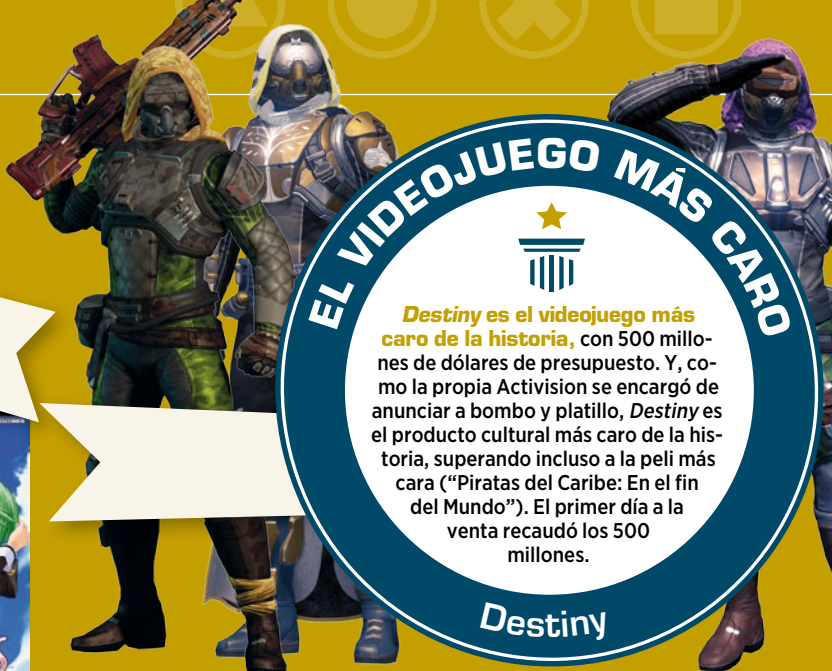 EL VIDEOJUEGO MÁS CARO
Destiny es el videojuego más
caro de la historia, con 500 millo-
nes de dólares de presupuesto. Y, co-
mo la propia Activision se encargó de
anunciar a bombo y platillo, Destiny es
el producto cultural más caro de la his-
toria, superando incluso a la peli más
cara (“Piratas del Caribe: En el fin
del Mundo”). El primer día a la
venta recaudó los 500
millones.
Destiny